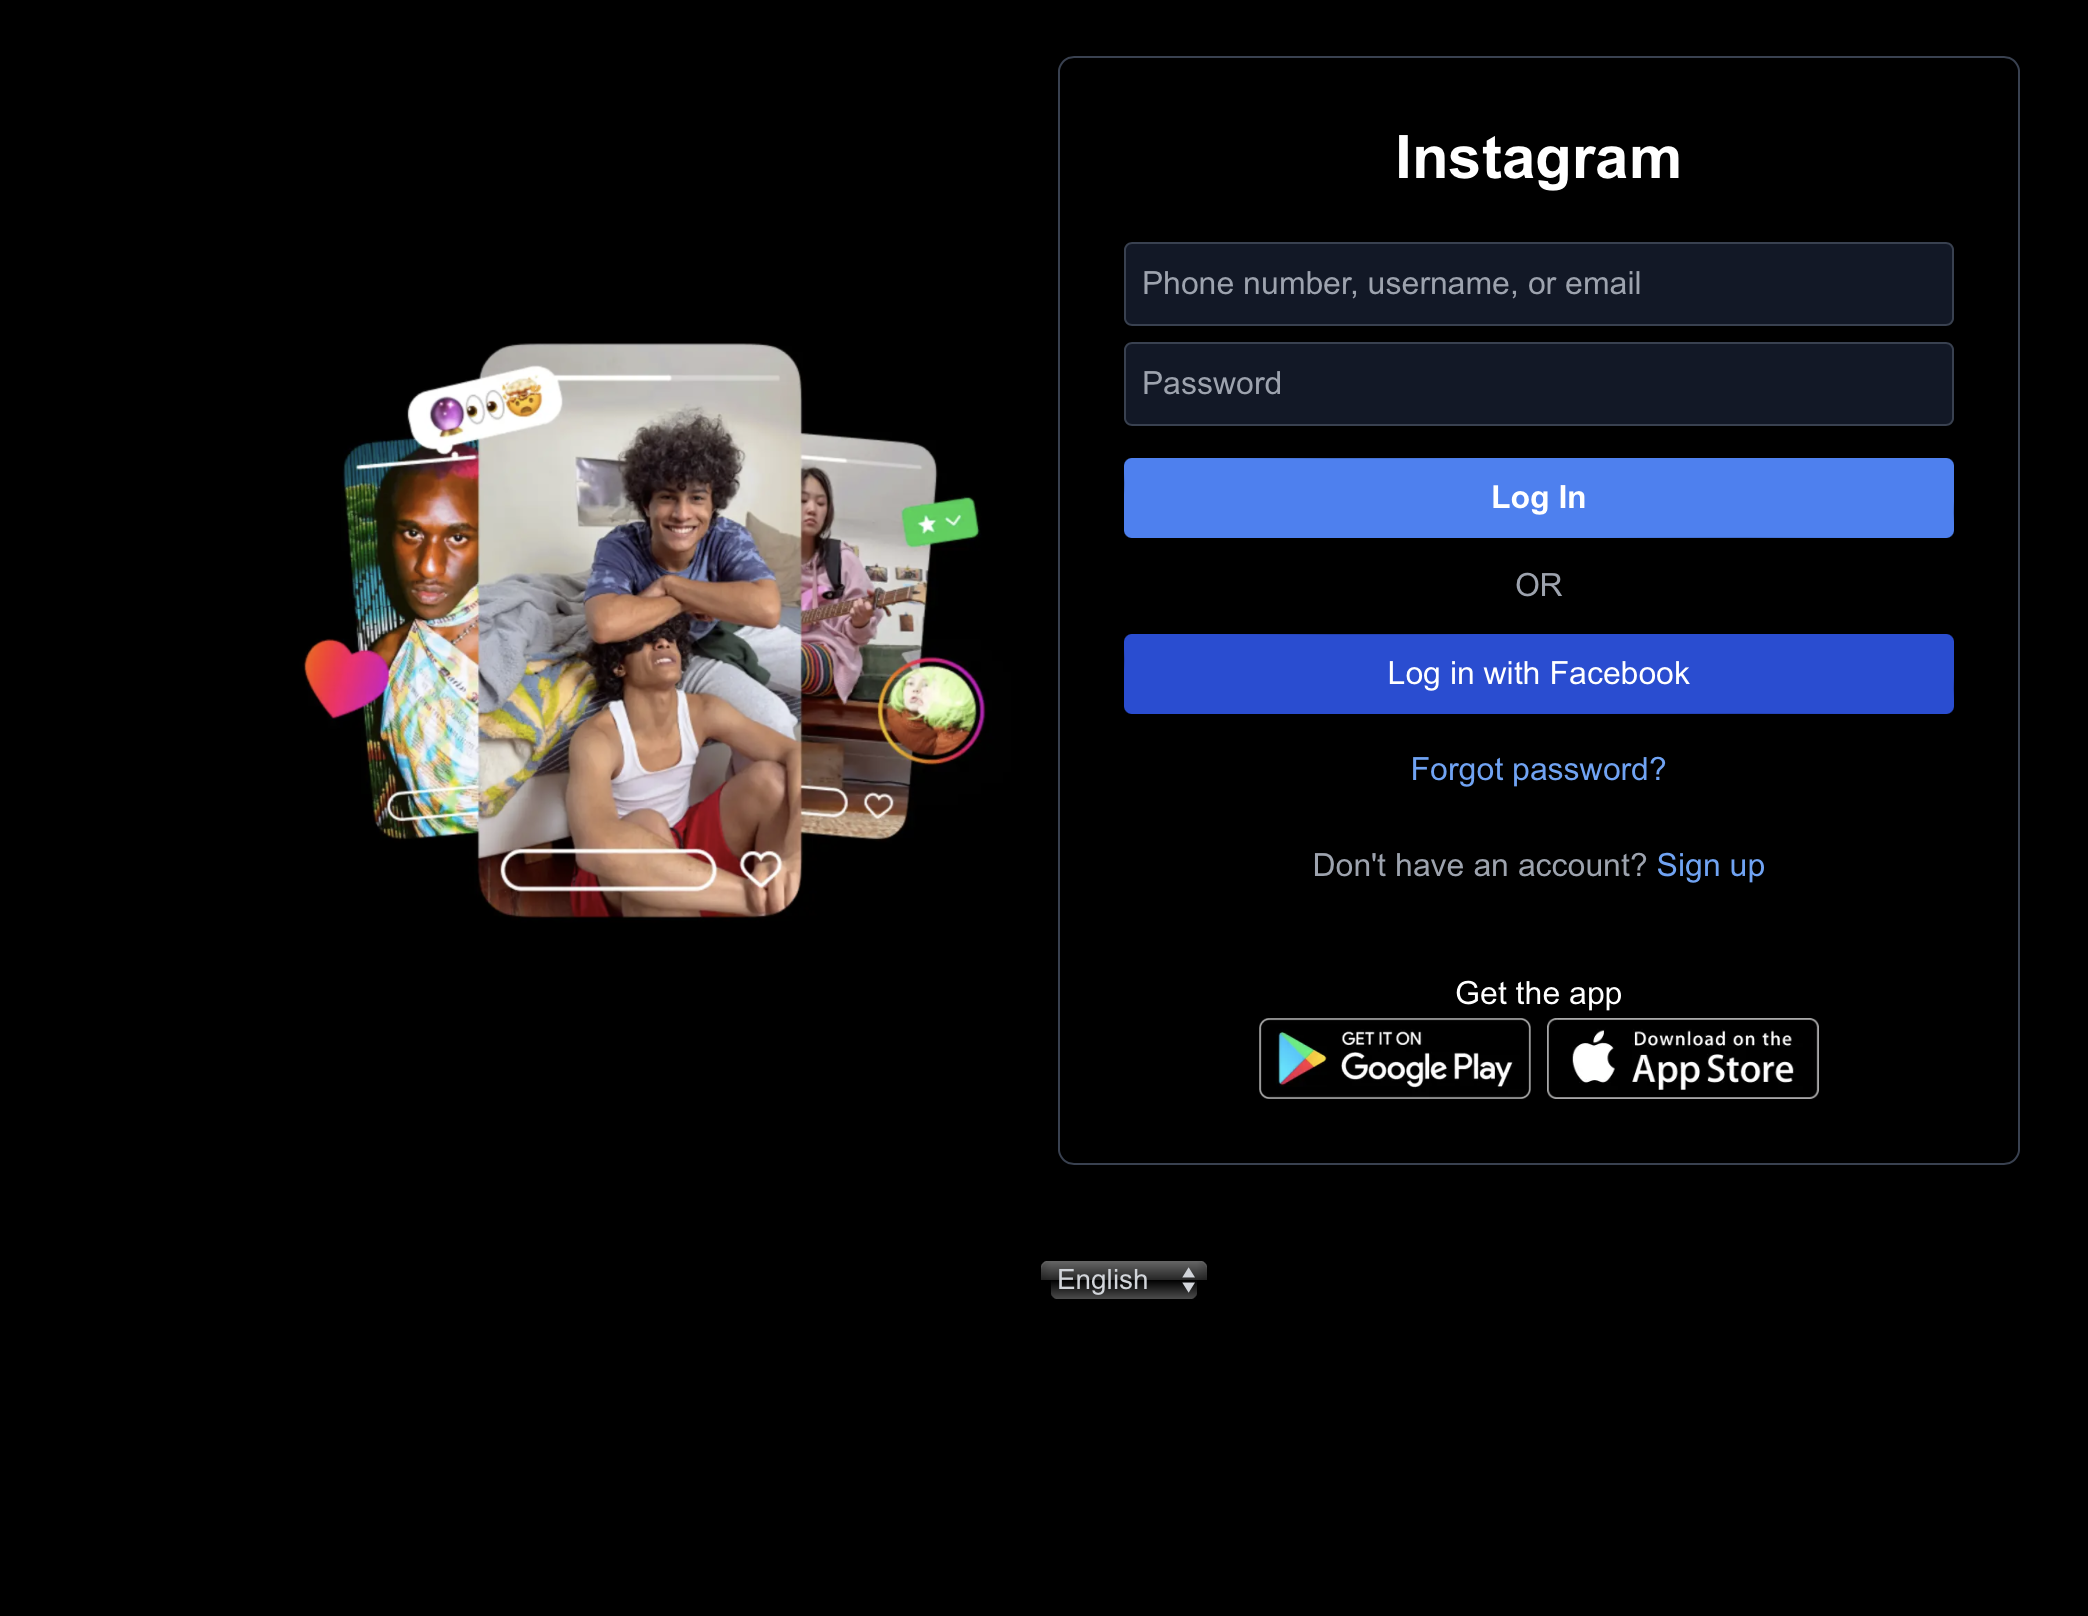 Instagram
Phone number, username, or email
Password
Log In
OR
Log in with Facebook
Forgot password?
Don't have an account? Sign up
Get the app
GET IT ON
Google Play
Download on the
App Store
English